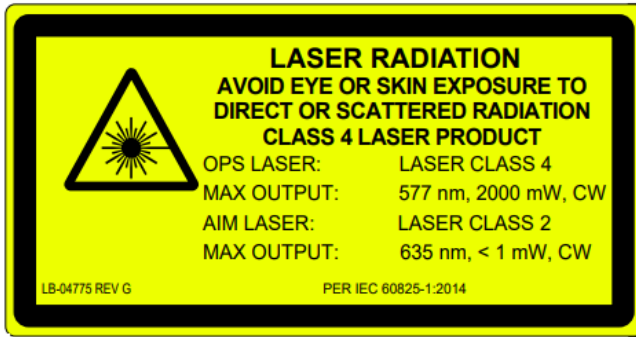 LASER RADIATION
AVOID EYE OR SKIN EXPOSURE TO
DIRECT OR SCATTERED RADIATION
CLASS 4 LASER PRODUCT
OPS LASER: LASER CLASS 4
MAX OUTPUT: 577 nm, 2000 mW, CW
AIM LASER: LASER CLASS 2
MAX OUTPUT: 635 nm, < 1 mW, CW
LB-04775 REV G PER IEC 60825-1:2014